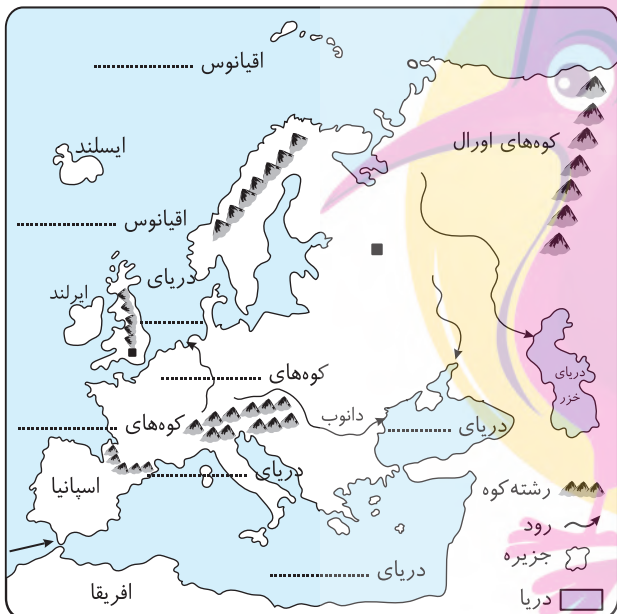 اقیانوس ....................
کوه‌های اورال
ایسلند
اقیانوس ....................
دریای ....................
ایرلند
کوه‌های ....................
کوه‌های ....................
دانوب
دریای ....................
دریای
خزر
دریای ....................
اسپانیا
دریای ....................
افریقا
رشته کوه
رود
جزیره
دریا